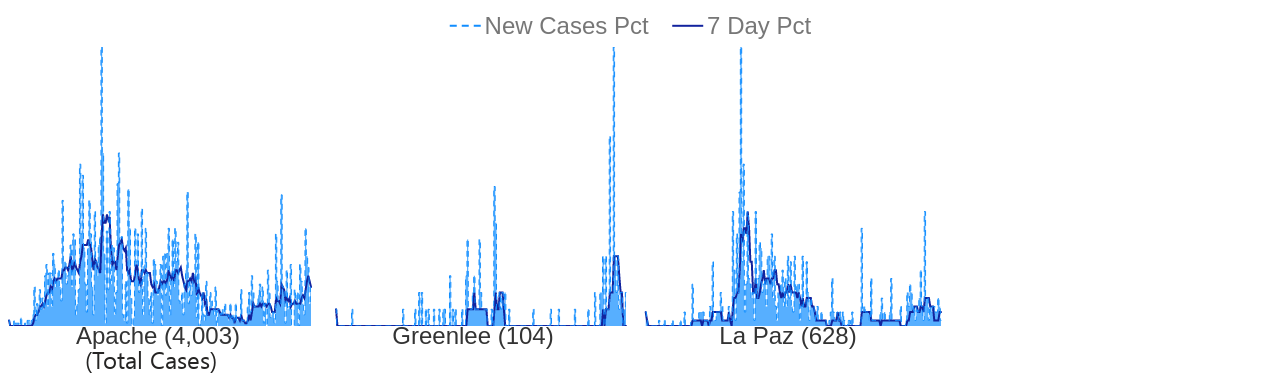 New Cases Pct 7 Day Pct
Apache (4,003) Greenlee (104) La Paz (628)
(Total Cases)